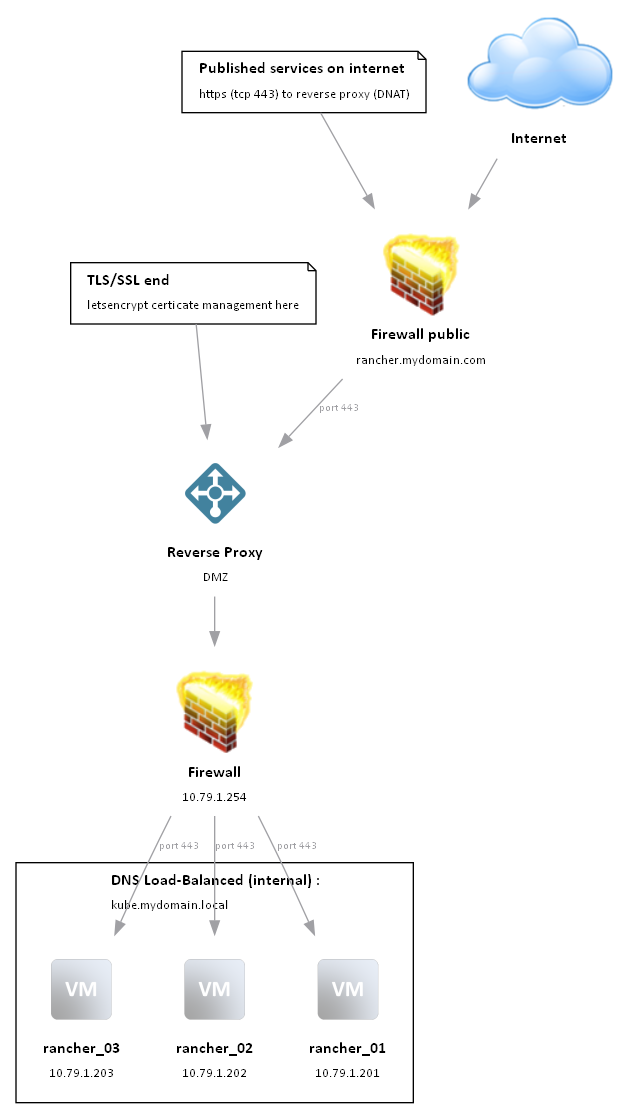 Published services on internet
https (tcp 443) to reverse proxy (DNAT)
Internet
TLS/SSL end
letsencrypt certicate management here
Firewall public
rancher.mydomain.com
port 443
Reverse Proxy
DMZ
Firewall
10.79.1.254
port 443
port 443
port 443
DNS Load-Balanced (internal) :
kube.mydomain.local
VM
VM
VM
rancher_03
rancher_02
rancher_01
10.79.1.203
10.79.1.202
10.79.1.201